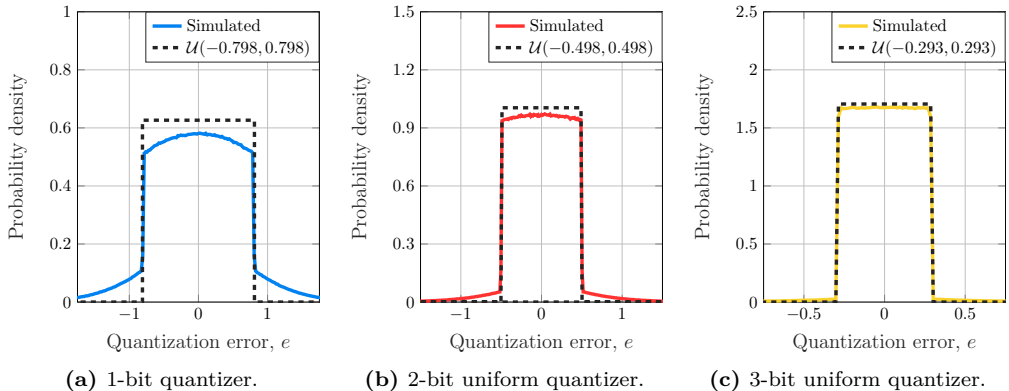 Simulated
𝒰(−0.798, 0.798)
1
0.8
0.6
0.4
0.2
0
−1
0
1
Probability density
Quantization error, e
(a) 1-bit quantizer.
Simulated
𝒰(−0.498, 0.498)
1.5
1.2
0.9
0.6
0.3
0
−1
0
1
Probability density
Quantization error, e
(b) 2-bit uniform quantizer.
Simulated
𝒰(−0.293, 0.293)
2.5
2
1.5
1
0.5
0
−0.5
0
0.5
Probability density
Quantization error, e
(c) 3-bit uniform quantizer.